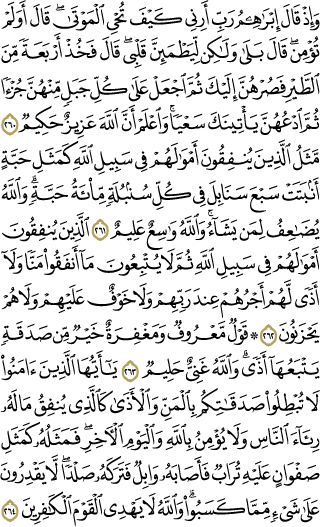 وَإِذْ قَالَ إِبْرَٰهِـۧمُ رَبِّ أَرِنِى كَيْفَ تُحْىِ ٱلْمَوْتَىٰ ۖ قَالَ أَوَلَمْ
تُؤْمِن ۖ قَالَ بَلَىٰ وَلَـٰكِن لِّيَطْمَئِنَّ قَلْبِى ۖ قَالَ فَخُذْ أَرْبَعَةً مِّنَ
ٱلطَّيْرِ فَصُرْهُنَّ إِلَيْكَ ثُمَّ ٱجْعَلْ عَلَىٰ كُلِّ جَبَلٍ مِّنْهُنَّ جُزْءًا
ثُمَّ ٱدْعُهُنَّ يَأْتِينَكَ سَعْيًا ۚ وَٱعْلَمْ أَنَّ ٱللَّهَ عَزِيزٌ حَكِيمٌ ٢٦٠
مَّثَلُ ٱلَّذِينَ يُنفِقُونَ أَمْوَٰلَهُمْ فِى سَبِيلِ ٱللَّهِ كَمَثَلِ حَبَّةٍ
أَنۢبَتَتْ سَبْعَ سَنَابِلَ فِى كُلِّ سُنۢبُلَةٍ مِّا۟ئَةُ حَبَّةٍ ۗ وَٱللَّهُ
يُضَـٰعِفُ لِمَن يَشَآءُ ۗ وَٱللَّهُ وَٰسِعٌ عَلِيمٌ ٢٦١ ٱلَّذِينَ يُنفِقُونَ
أَمْوَٰلَهُمْ فِى سَبِيلِ ٱللَّهِ ثُمَّ لَا يُتْبِعُونَ مَآ أَنفَقُوا۟ مَنًّا وَلَآ
أَذًى ۙ لَّهُمْ أَجْرُهُمْ عِندَ رَبِّهِمْ وَلَا خَوْفٌ عَلَيْهِمْ وَلَا هُمْ
يَحْزَنُونَ ٢٦٢ ۞ قَوْلٌ مَّعْرُوفٌ وَمَغْفِرَةٌ خَيْرٌ مِّن صَدَقَةٍ
يَتْبَعُهَآ أَذًى ۗ وَٱللَّهُ غَنِىٌّ حَلِيمٌ ٢٦٣ يَـٰٓأَيُّهَا ٱلَّذِينَ ءَامَنُوا۟
لَا تُبْطِلُوا۟ صَدَقَـٰتِكُم بِٱلْمَنِّ وَٱلْأَذَىٰ كَٱلَّذِى يُنفِقُ مَالَهُۥ
رِئَآءَ ٱلنَّاسِ وَلَا يُؤْمِنُ بِٱللَّهِ وَٱلْيَوْمِ ٱلْـَٔاخِرِ ۖ فَمَثَلُهُۥ كَمَثَلِ
صَفْوَانٍ عَلَيْهِ تُرَابٌ فَأَصَابَهُۥ وَابِلٌ فَتَرَكَهُۥ صَلْدًا ۖ لَّا يَقْدِرُونَ
عَلَىٰ شَىْءٍ مِّمَّا كَسَبُوا۟ ۗ وَٱللَّهُ لَا يَهْدِى ٱلْقَوْمَ ٱلْكَـٰفِرِينَ ٢٦٤